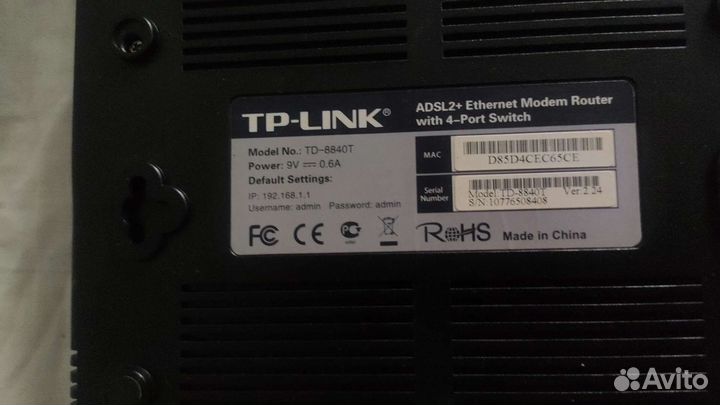 TP-LINK®
ADSL2+ Ethernet Modem Router
with 4-Port Switch
Model No.: TD-8840T
Power: 9V ⎓ 0.6A
Default Settings:
IP: 192.168.1.1
Username: admin Password: admin
MAC
D85D4CEC65CE
Serial
Number
Model:TD-8840T Ver:2.24
S/N:10776508408
FC CE RoHS Made in China
Avito